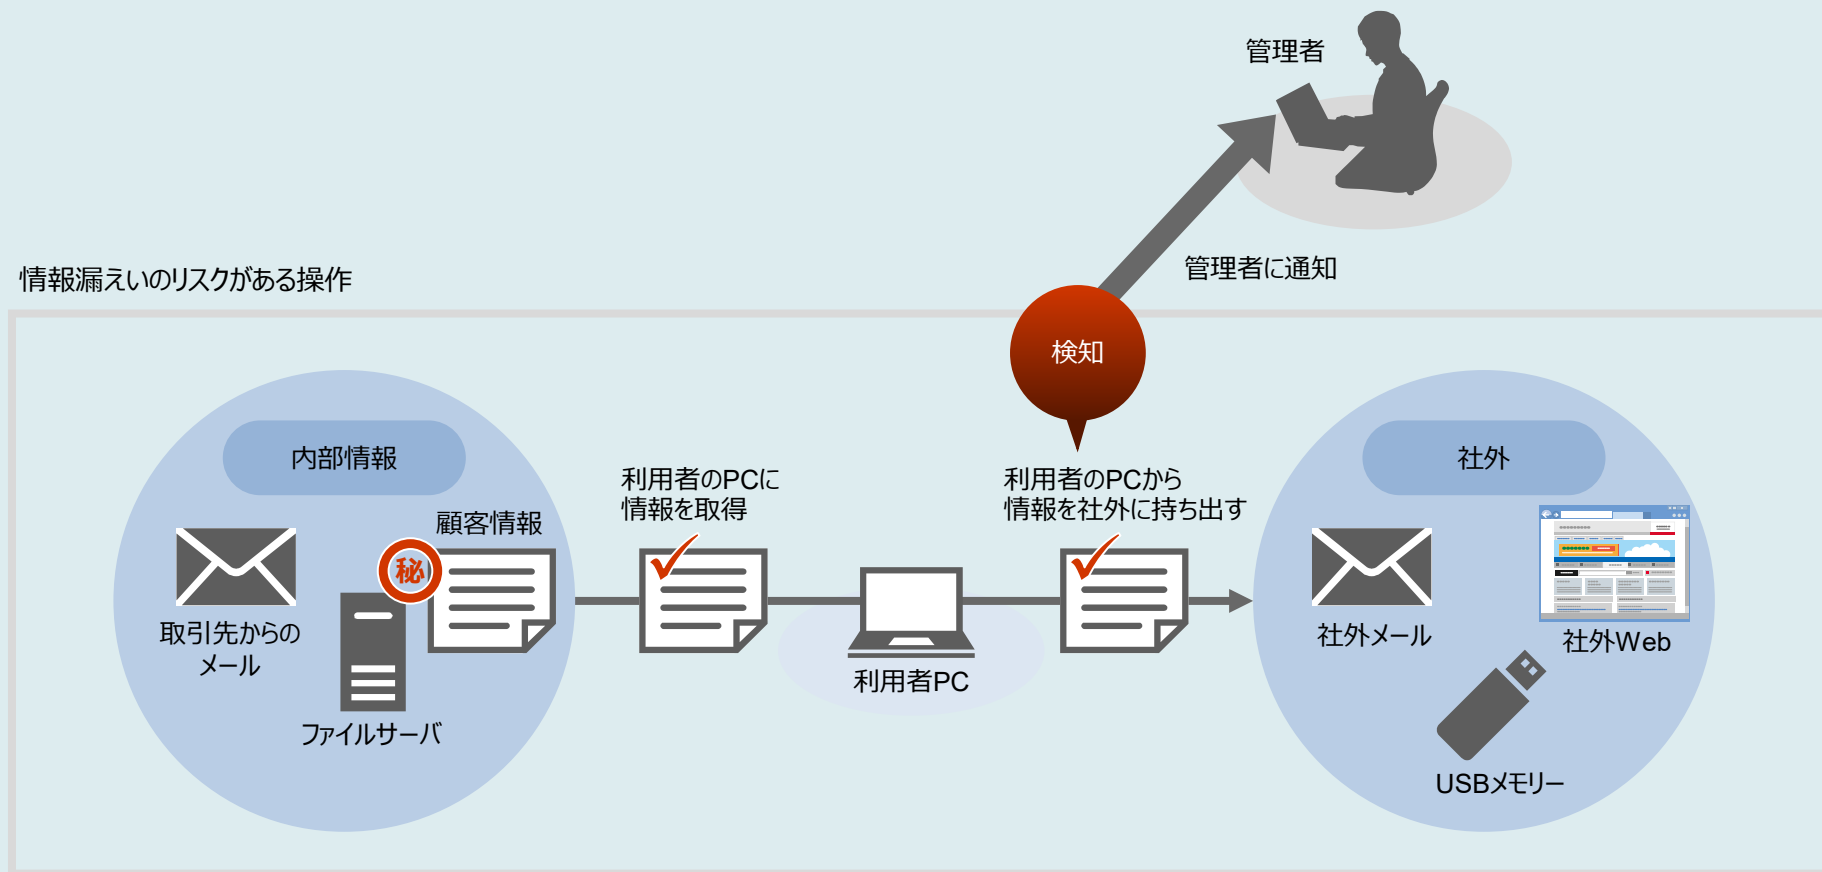 管理者
管理者に通知
情報漏えいのリスクがある操作
検知
内部情報
顧客情報
秘
取引先からの
メール
ファイルサーバ
利用者のPCに
情報を取得
利用者PC
利用者のPCから
情報を社外に持ち出す
社外
社外メール
社外Web
USBメモリー